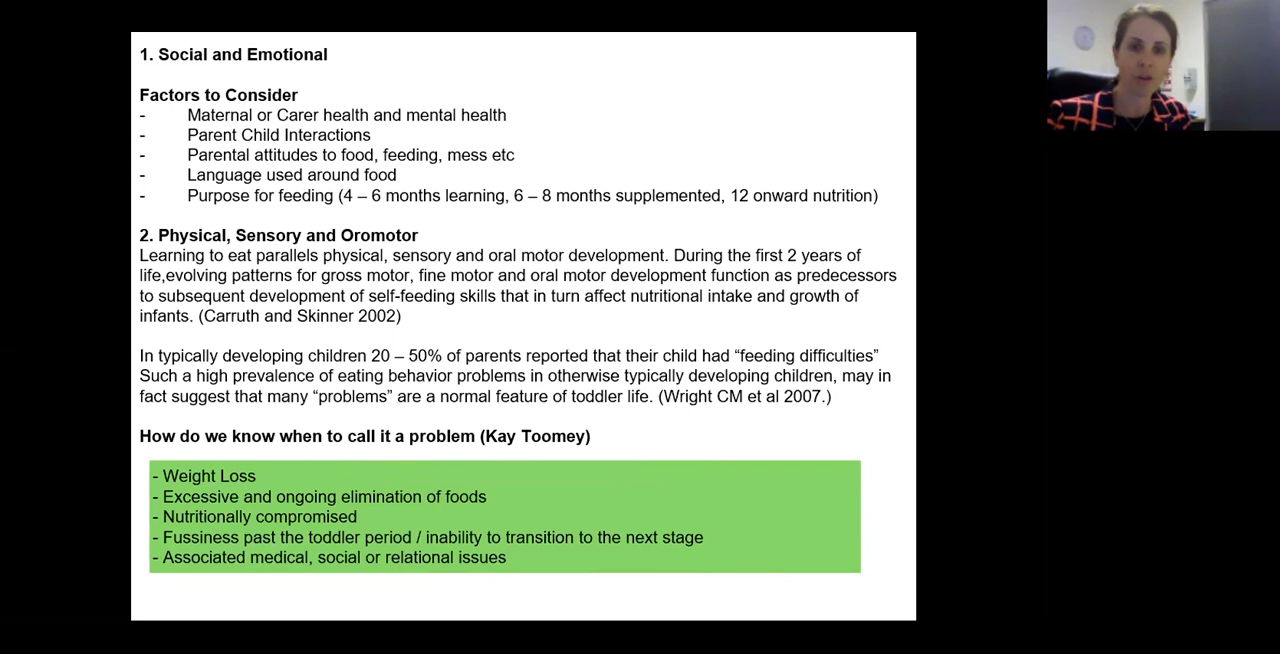 1. Social and Emotional
Factors to Consider
- Maternal or Carer health and mental health
- Parent Child Interactions
- Parental attitudes to food, feeding, mess etc
- Language used around food
- Purpose for feeding (4 – 6 months learning, 6 – 8 months supplemented, 12 onward nutrition)
2. Physical, Sensory and Oromotor
Learning to eat parallels physical, sensory and oral motor development. During the first 2 years of
life,evolving patterns for gross motor, fine motor and oral motor development function as predecessors
to subsequent development of self-feeding skills that in turn affect nutritional intake and growth of
infants. (Carruth and Skinner 2002)
In typically developing children 20 – 50% of parents reported that their child had “feeding difficulties”
Such a high prevalence of eating behavior problems in otherwise typically developing children, may in
fact suggest that many “problems” are a normal feature of toddler life. (Wright CM et al 2007.)
How do we know when to call it a problem (Kay Toomey)
- Weight Loss
- Excessive and ongoing elimination of foods
- Nutritionally compromised
- Fussiness past the toddler period / inability to transition to the next stage
- Associated medical, social or relational issues